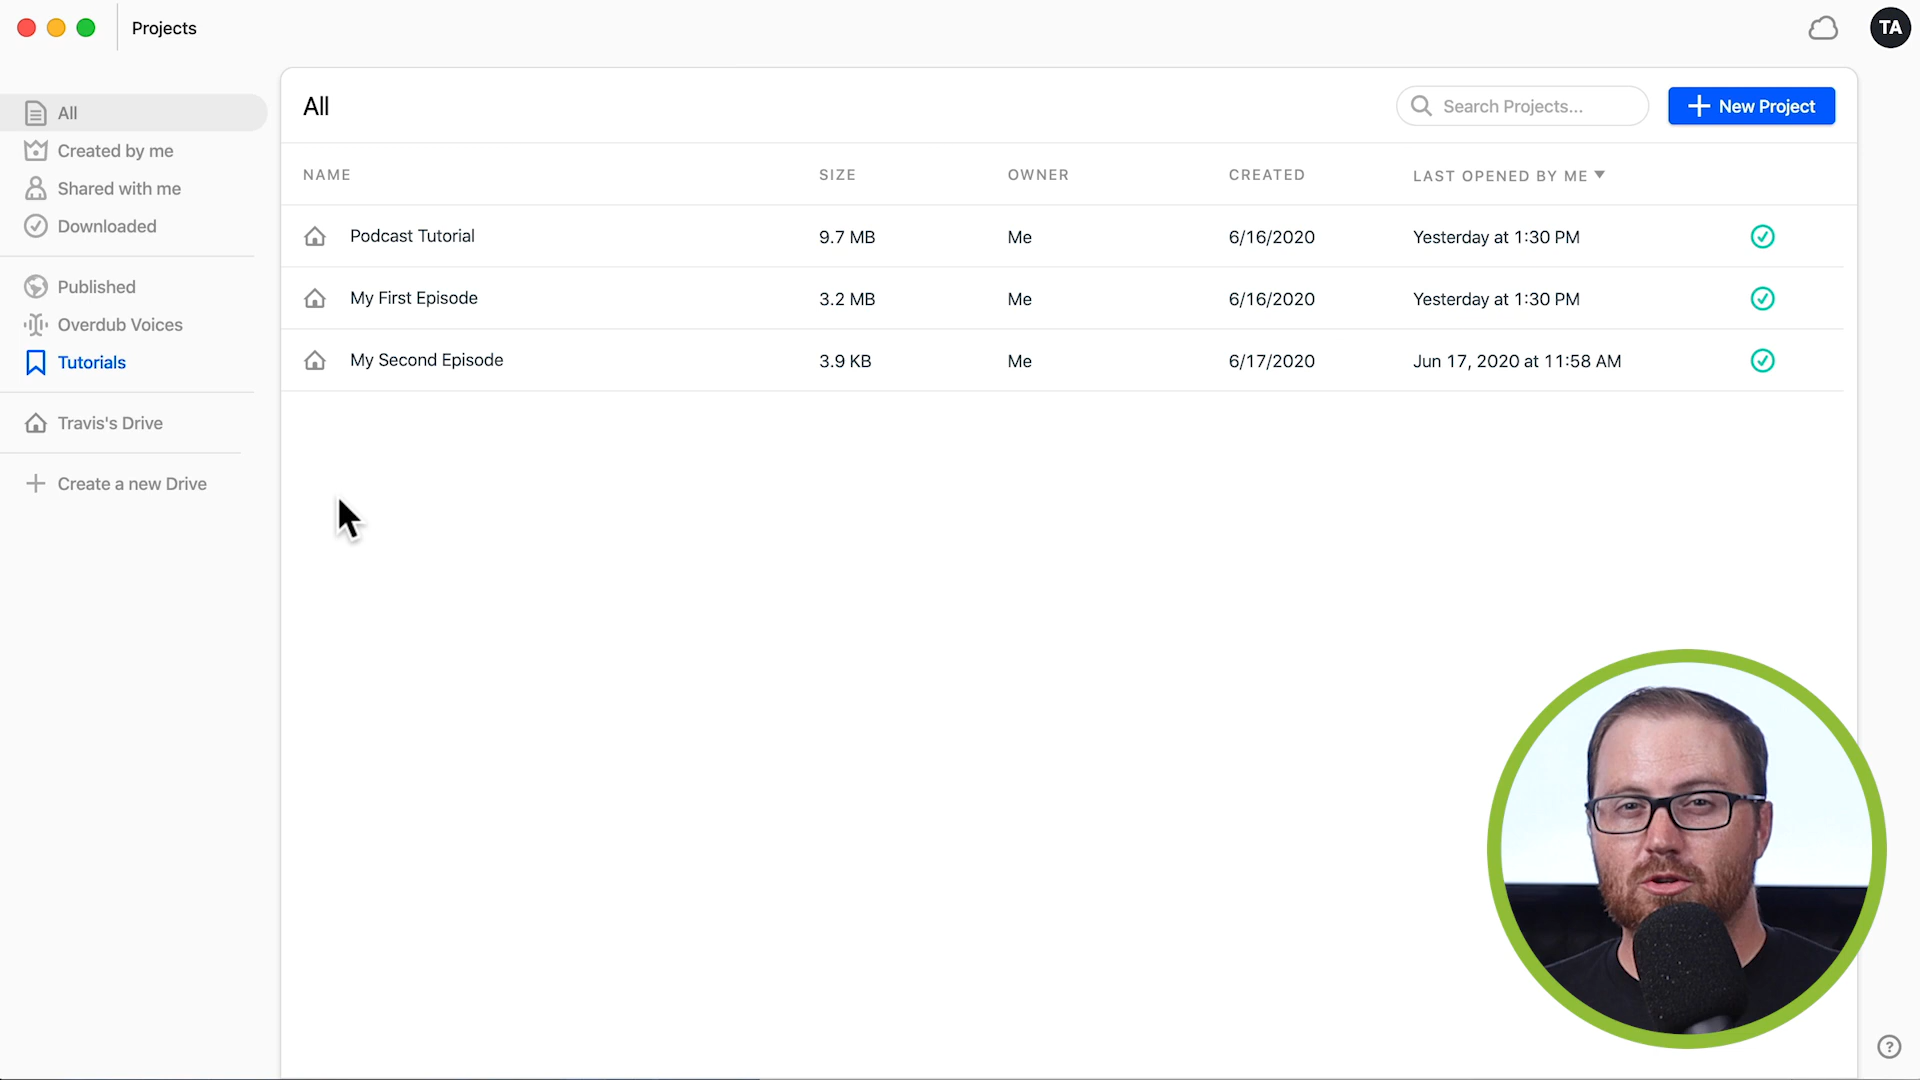 Projects
TA
All
Created by me
Shared with me
Downloaded
Published
Overdub Voices
Tutorials
Travis's Drive
Create a new Drive
All
Search Projects...
New Project
NAME SIZE OWNER CREATED LAST OPENED BY ME
Podcast Tutorial 9.7 MB Me 6/16/2020 Yesterday at 1:30 PM
My First Episode 3.2 MB Me 6/16/2020 Yesterday at 1:30 PM
My Second Episode 3.9 KB Me 6/17/2020 Jun 17, 2020 at 11:58 AM
?